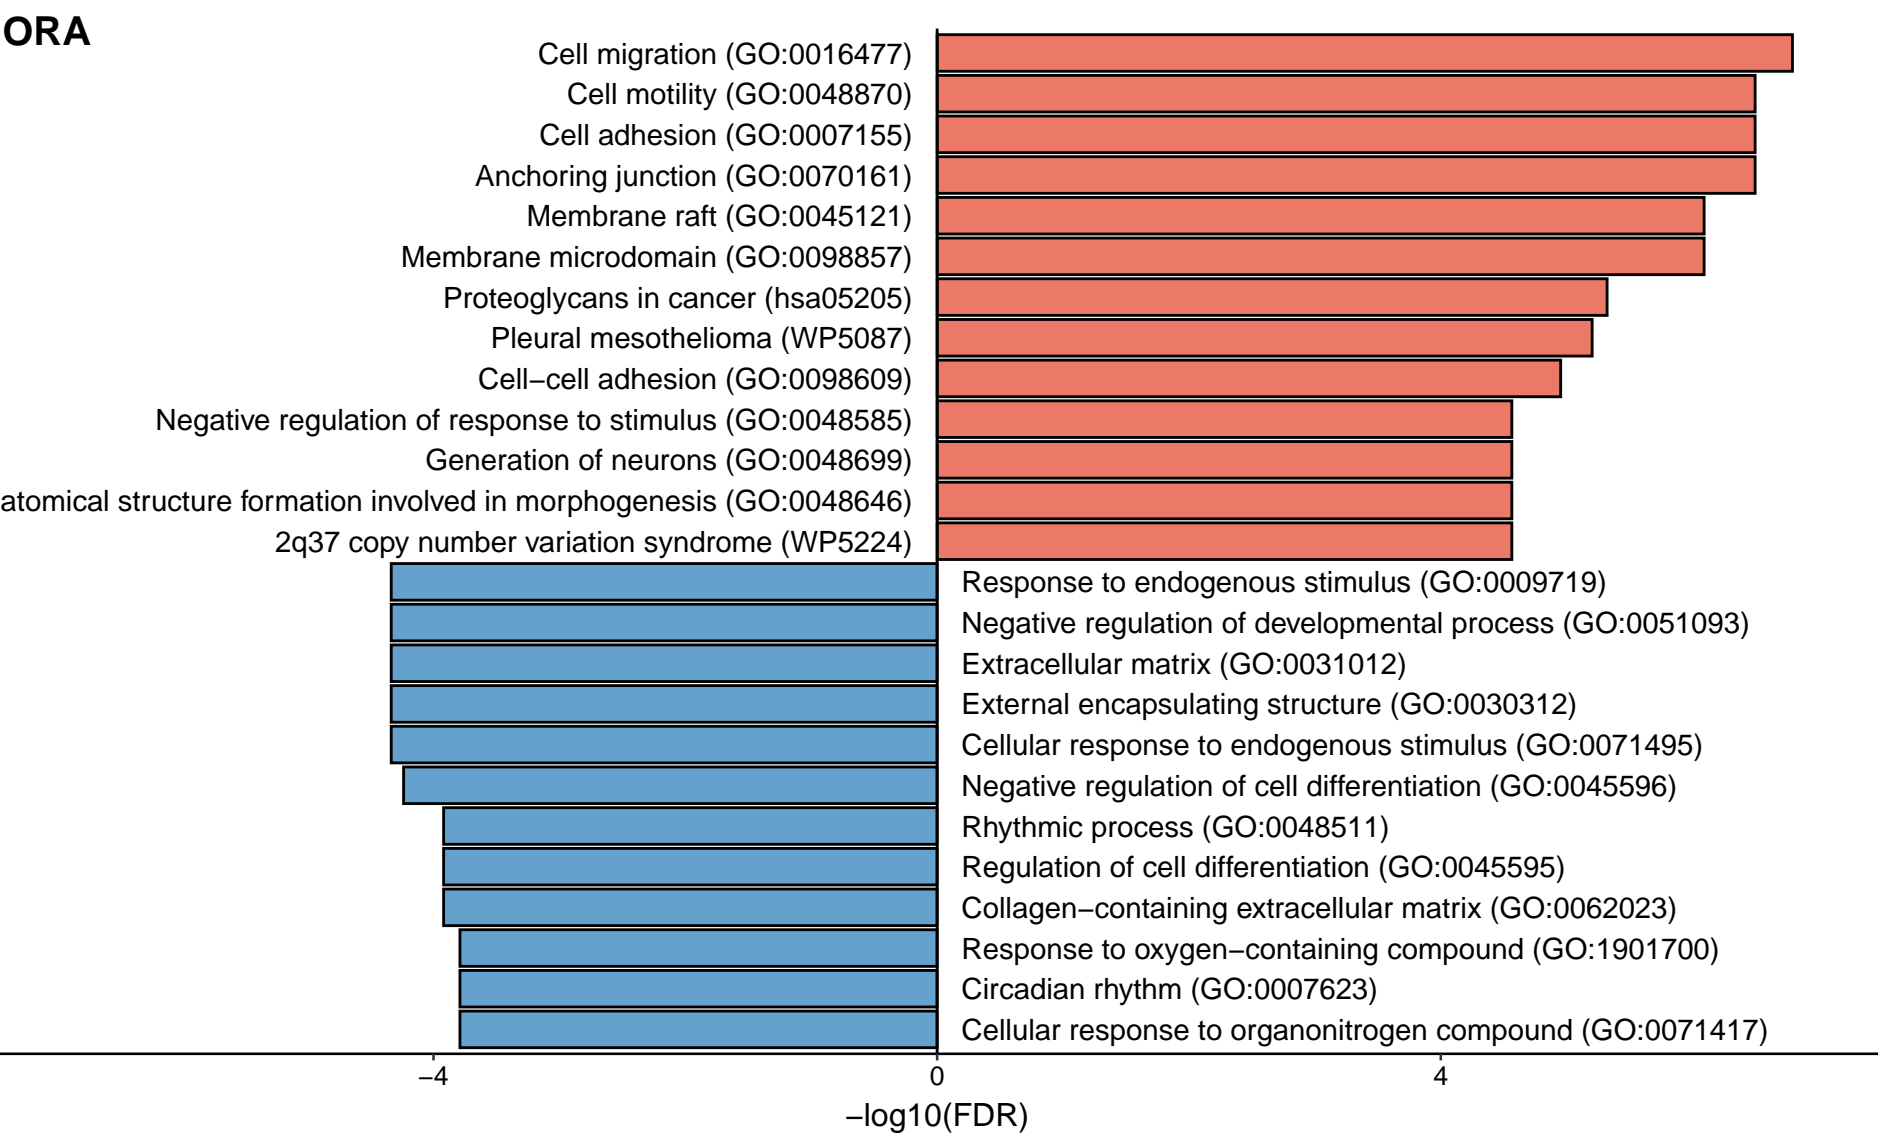 ORA
Cell migration (GO:0016477)
Cell motility (GO:0048870)
Cell adhesion (GO:0007155)
Anchoring junction (GO:0070161)
Membrane raft (GO:0045121)
Membrane microdomain (GO:0098857)
Proteoglycans in cancer (hsa05205)
Pleural mesothelioma (WP5087)
Cell−cell adhesion (GO:0098609)
Negative regulation of response to stimulus (GO:0048585)
Generation of neurons (GO:0048699)
atomical structure formation involved in morphogenesis (GO:0048646)
2q37 copy number variation syndrome (WP5224)
Response to endogenous stimulus (GO:0009719)
Negative regulation of developmental process (GO:0051093)
Extracellular matrix (GO:0031012)
External encapsulating structure (GO:0030312)
Cellular response to endogenous stimulus (GO:0071495)
Negative regulation of cell differentiation (GO:0045596)
Rhythmic process (GO:0048511)
Regulation of cell differentiation (GO:0045595)
Collagen−containing extracellular matrix (GO:0062023)
Response to oxygen−containing compound (GO:1901700)
Circadian rhythm (GO:0007623)
Cellular response to organonitrogen compound (GO:0071417)
−4 0 4
−log10(FDR)